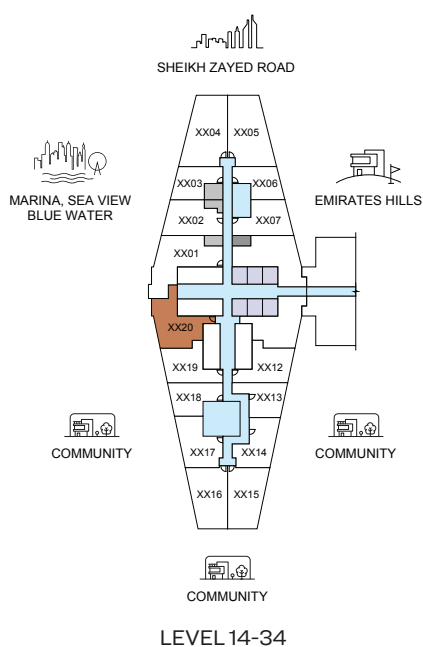 SHEIKH ZAYED ROAD
XX04
XX05
XX03
XX06
MARINA, SEA VIEW
BLUE WATER
EMIRATES HILLS
XX02
XX07
XX01
XX20
XX19
XX12
XX18
XX13
COMMUNITY
XX17
XX14
COMMUNITY
XX16
XX15
COMMUNITY
LEVEL 14-34